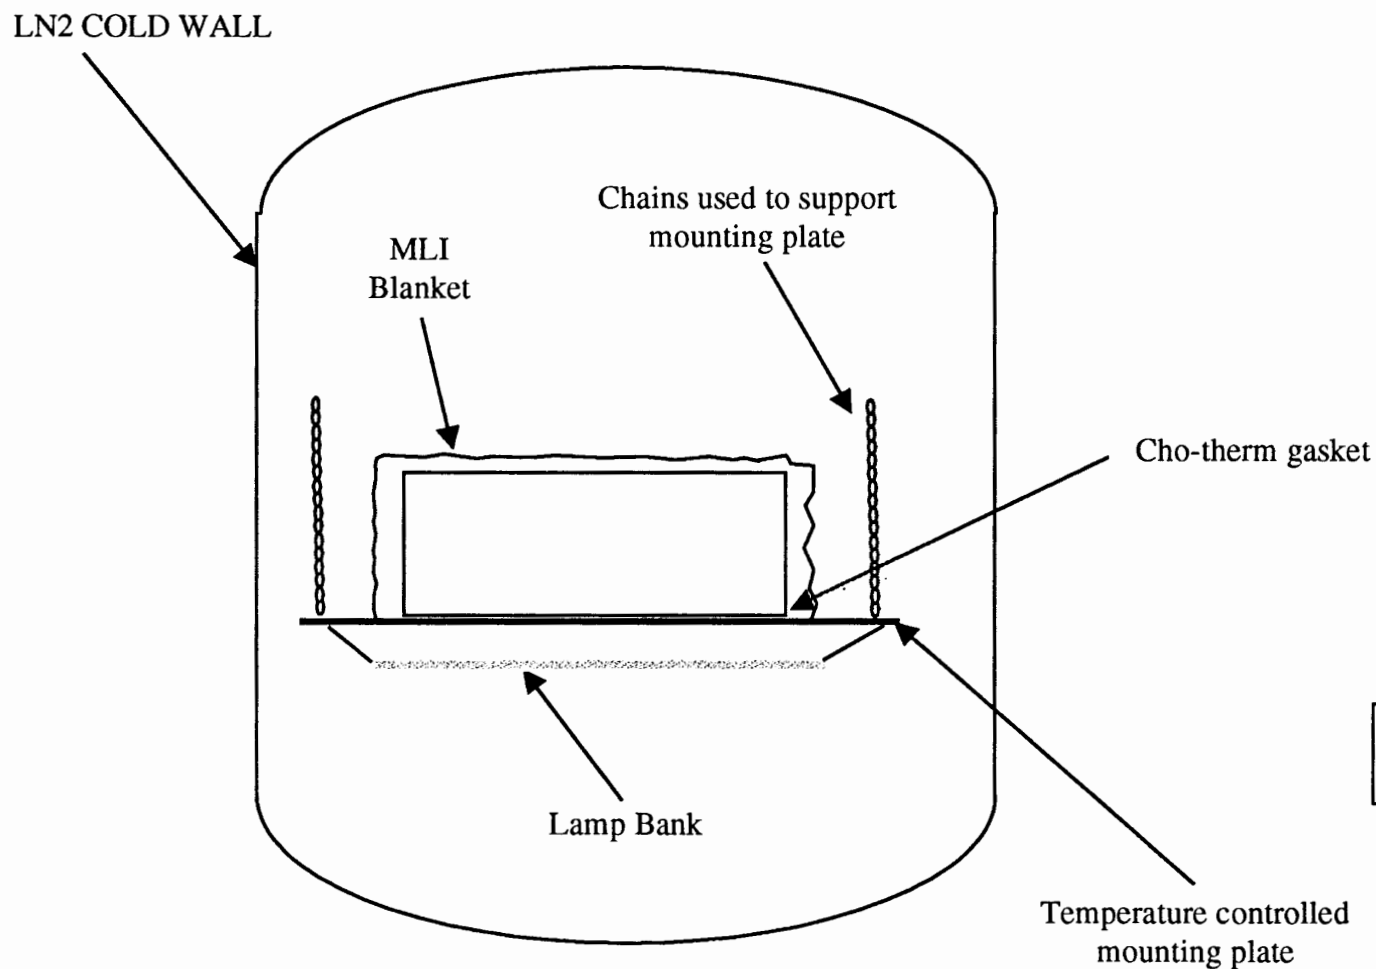 LN2 COLD WALL
Chains used to support
mounting plate
MLI
Blanket
Cho-therm gasket
Lamp Bank
Temperature controlled
mounting plate